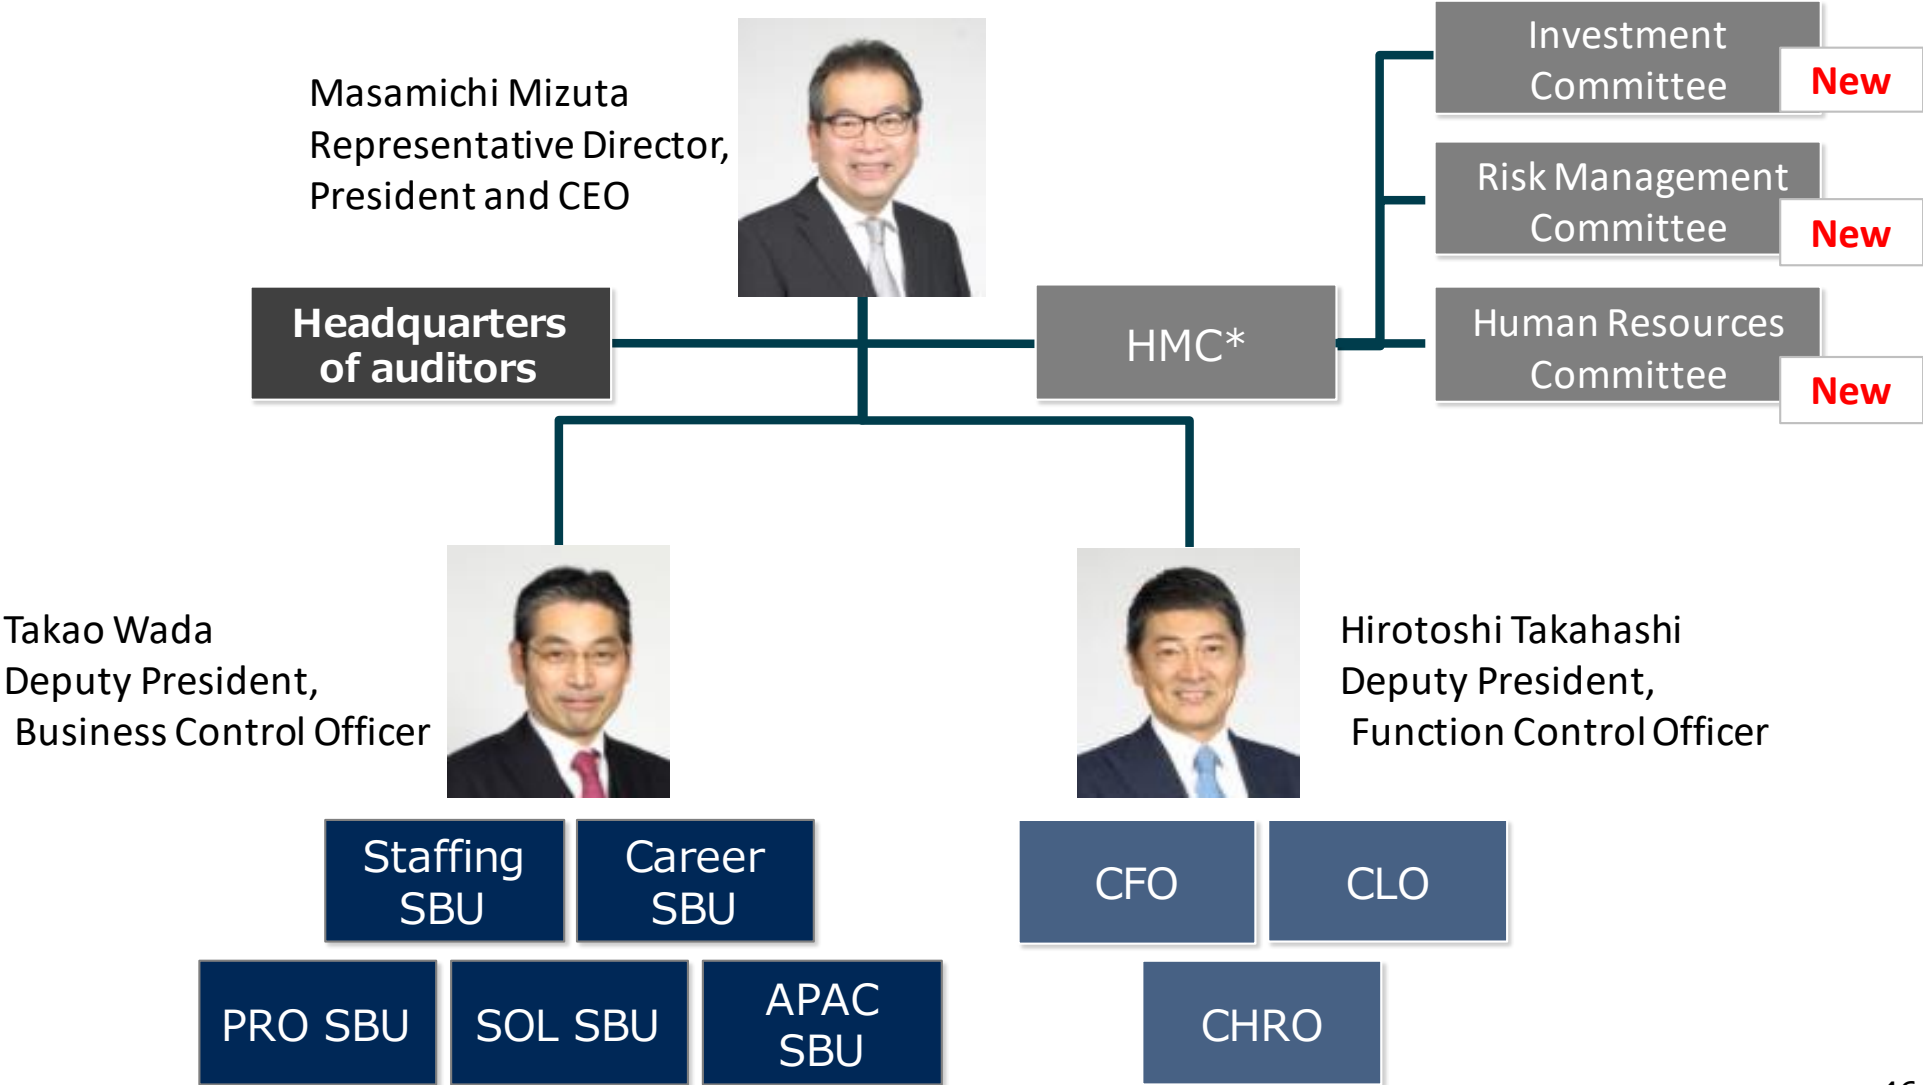 Masamichi Mizuta
Representative Director,
President and CEO
Investment
Committee
New
Risk Management
Committee
New
Headquarters
of auditors
HMC*
Human Resources
Committee
New
Takao Wada
Deputy President,
Business Control Officer
Hirotoshi Takahashi
Deputy President,
Function Control Officer
Staffing
SBU
Career
SBU
CFO
CLO
PRO SBU
SOL SBU
APAC
SBU
CHRO